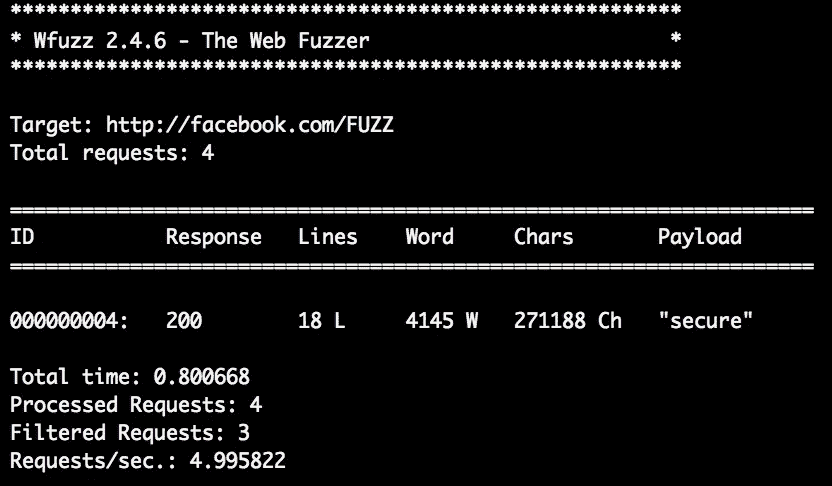 ********************************************************
* Wfuzz 2.4.6 - The Web Fuzzer                         *
********************************************************
Target: http://facebook.com/FUZZ
Total requests: 4
===================================================================
ID           Response   Lines    Word     Chars       Payload
===================================================================
000000004:   200        18 L     4145 W   271188 Ch   "secure"
Total time: 0.800668
Processed Requests: 4
Filtered Requests: 3
Requests/sec.: 4.995822